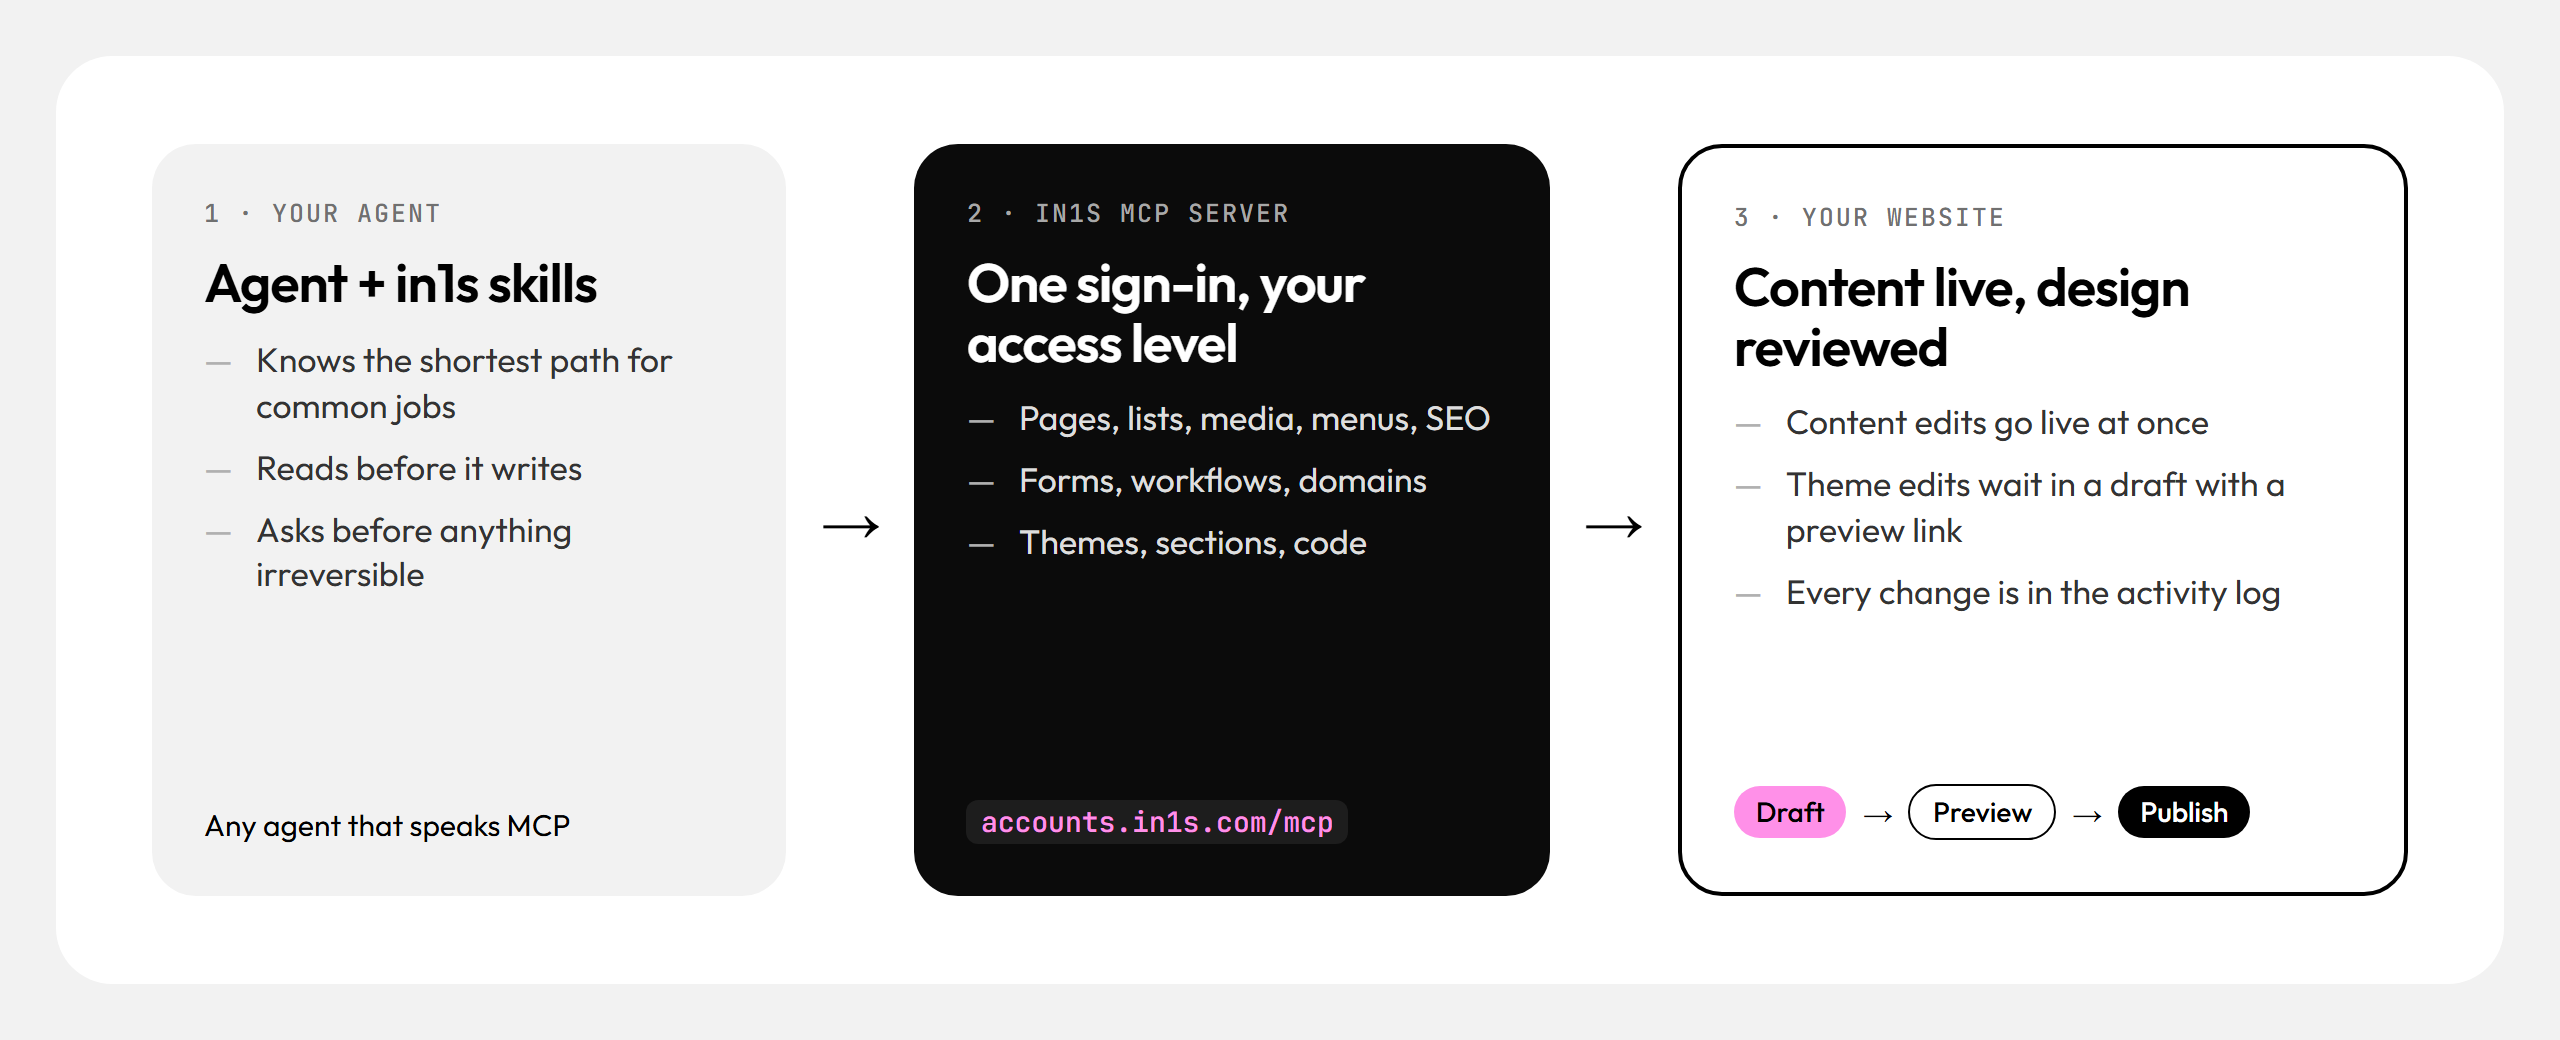 1 · YOUR AGENT
Agent + in1s skills
— Knows the shortest path for
common jobs
— Reads before it writes
— Asks before anything
irreversible
Any agent that speaks MCP
→
2 · IN1S MCP SERVER
One sign-in, your
access level
— Pages, lists, media, menus, SEO
— Forms, workflows, domains
— Themes, sections, code
accounts.in1s.com/mcp
→
3 · YOUR WEBSITE
Content live, design
reviewed
— Content edits go live at once
— Theme edits wait in a draft with a
preview link
— Every change is in the activity log
Draft → Preview → Publish